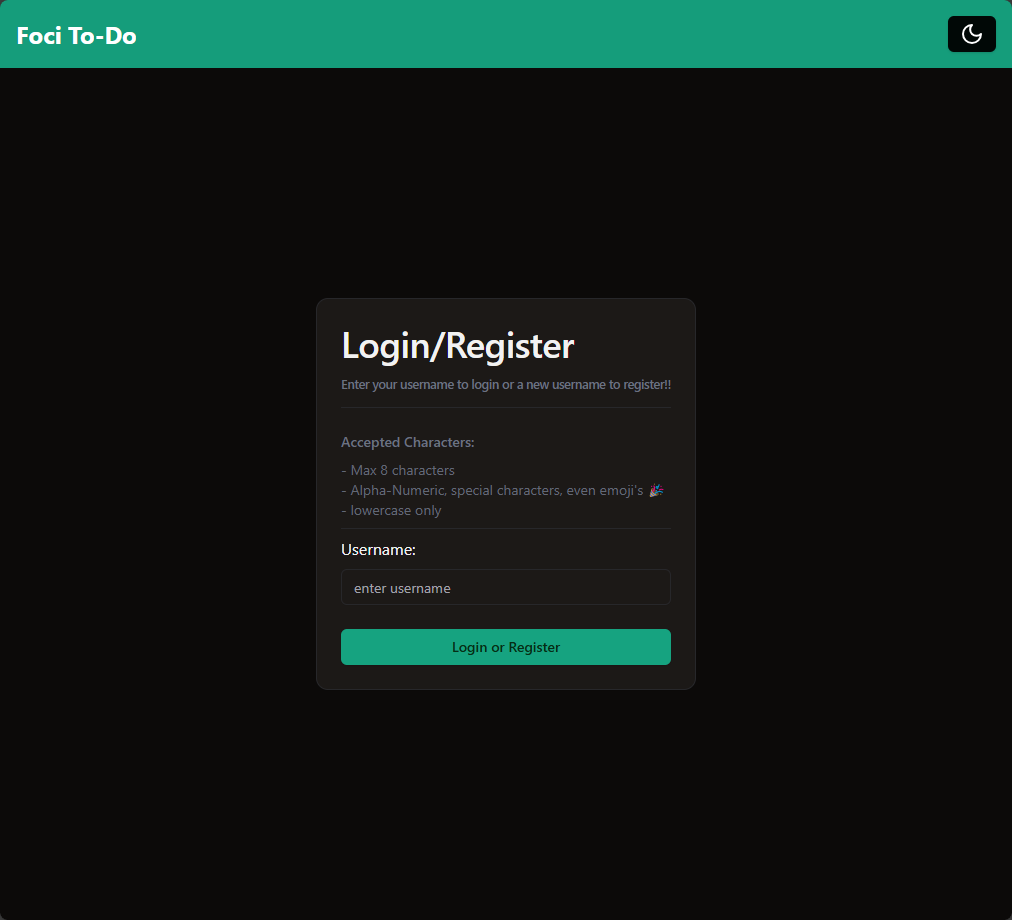 Foci To-Do
Login/Register
Enter your username to login or a new username to register!!
Accepted Characters:
- Max 8 characters
- Alpha-Numeric, special characters, even emoji's 🎉
- lowercase only
Username:
enter username
Login or Register